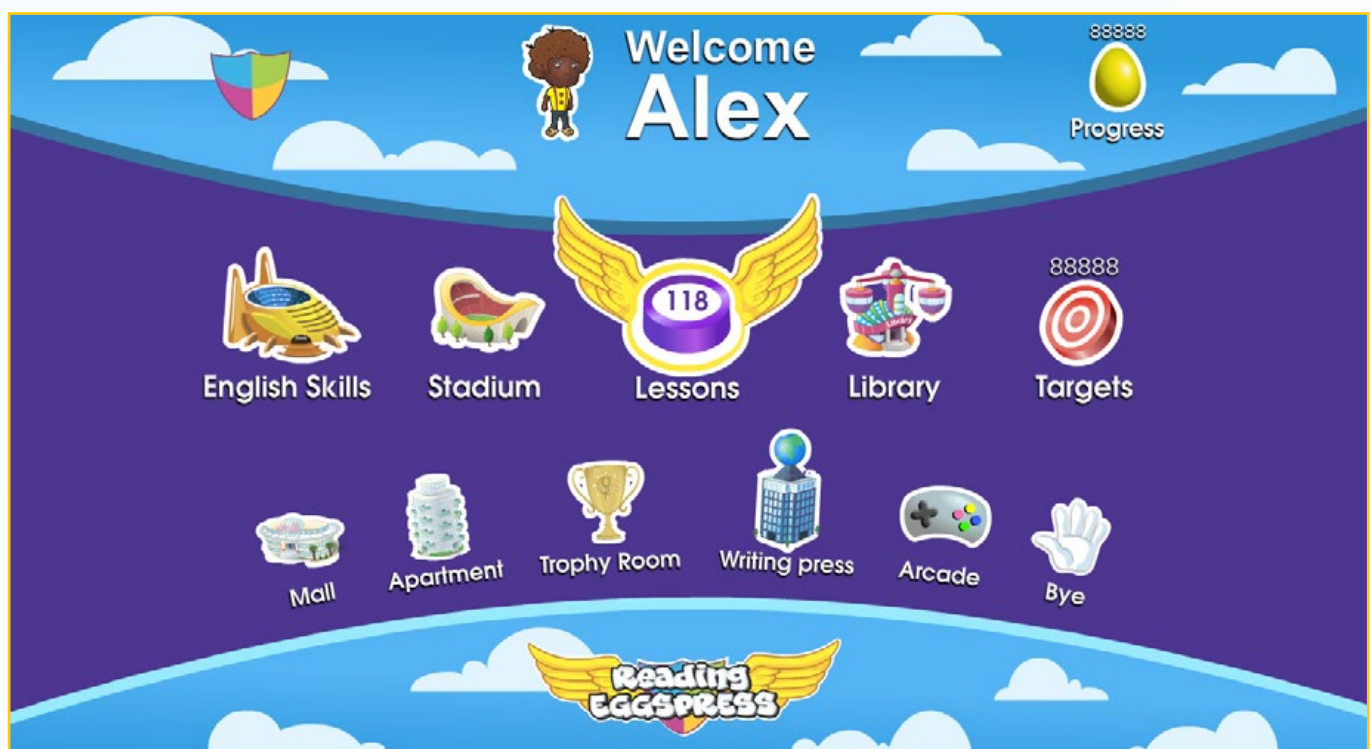 Welcome
Alex
88888
Progress
English Skills
Stadium
118
Lessons
Library
Library
88888
Targets
Mall
Apartment
Trophy Room
Writing press
Arcade
Bye
Reading
EGGSPRESS